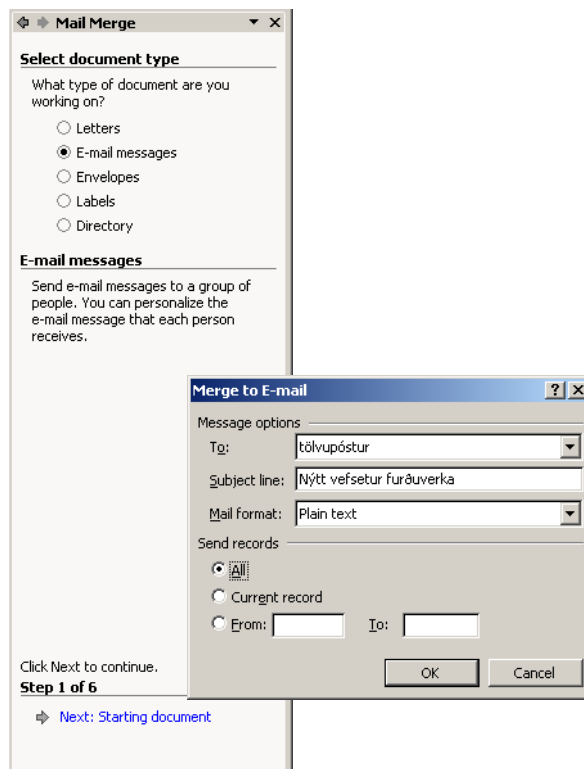 Mail Merge
Select document type
What type of document are you
working on?
Letters
E-mail messages
Envelopes
Labels
Directory
E-mail messages
Send e-mail messages to a group of
people. You can personalize the
e-mail message that each person
receives.
Merge to E-mail
Message options
To:
tölvupóstur
Subject line:
Nýtt vefsetur furðuverka
Mail format:
Plain text
Send records
All
Current record
From:
To:
OK
Cancel
Click Next to continue.
Step 1 of 6
Next: Starting document